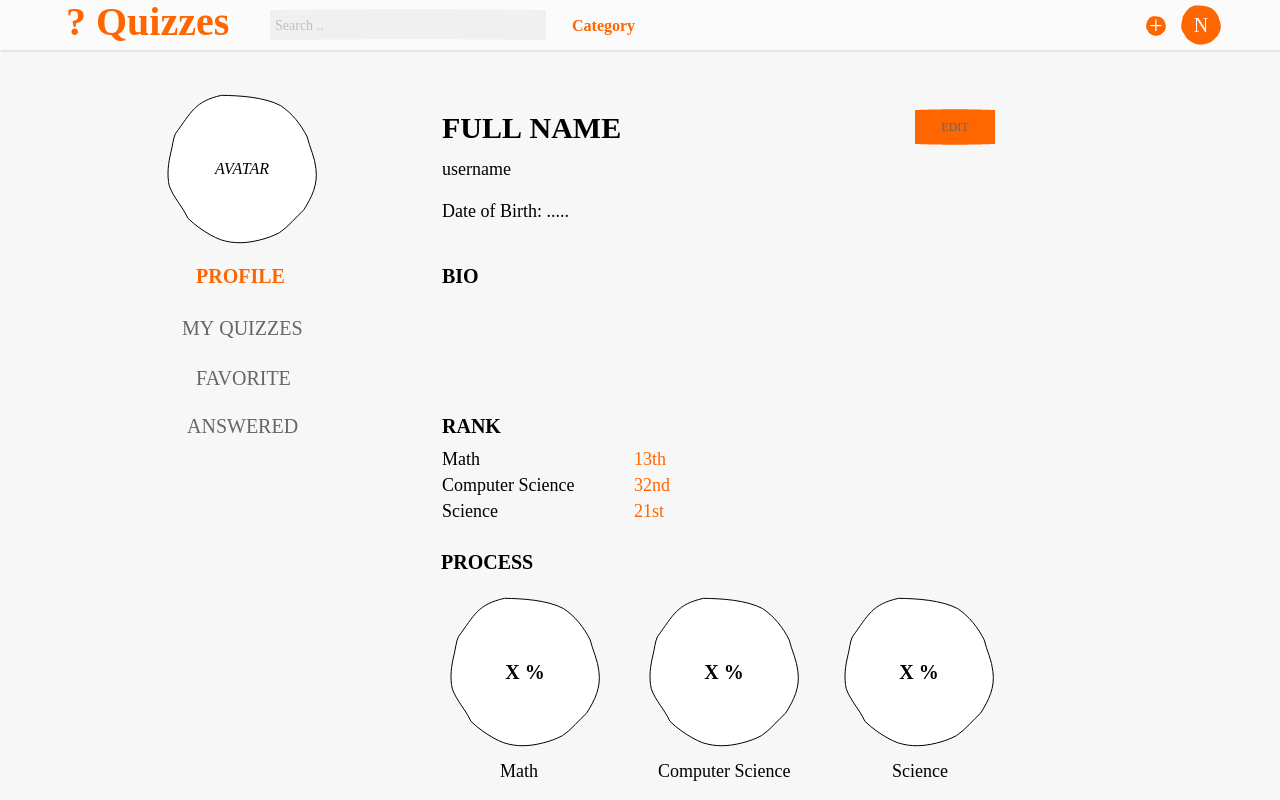 ? Quizzes
Search ..
Category
N
AVATAR
PROFILE
MY QUIZZES
FAVORITE
ANSWERED
FULL NAME
EDIT
username
Date of Birth: .....
BIO
RANK
Math 13th
Computer Science 32nd
Science 21st
PROCESS
X % X % X %
Math Computer Science Science